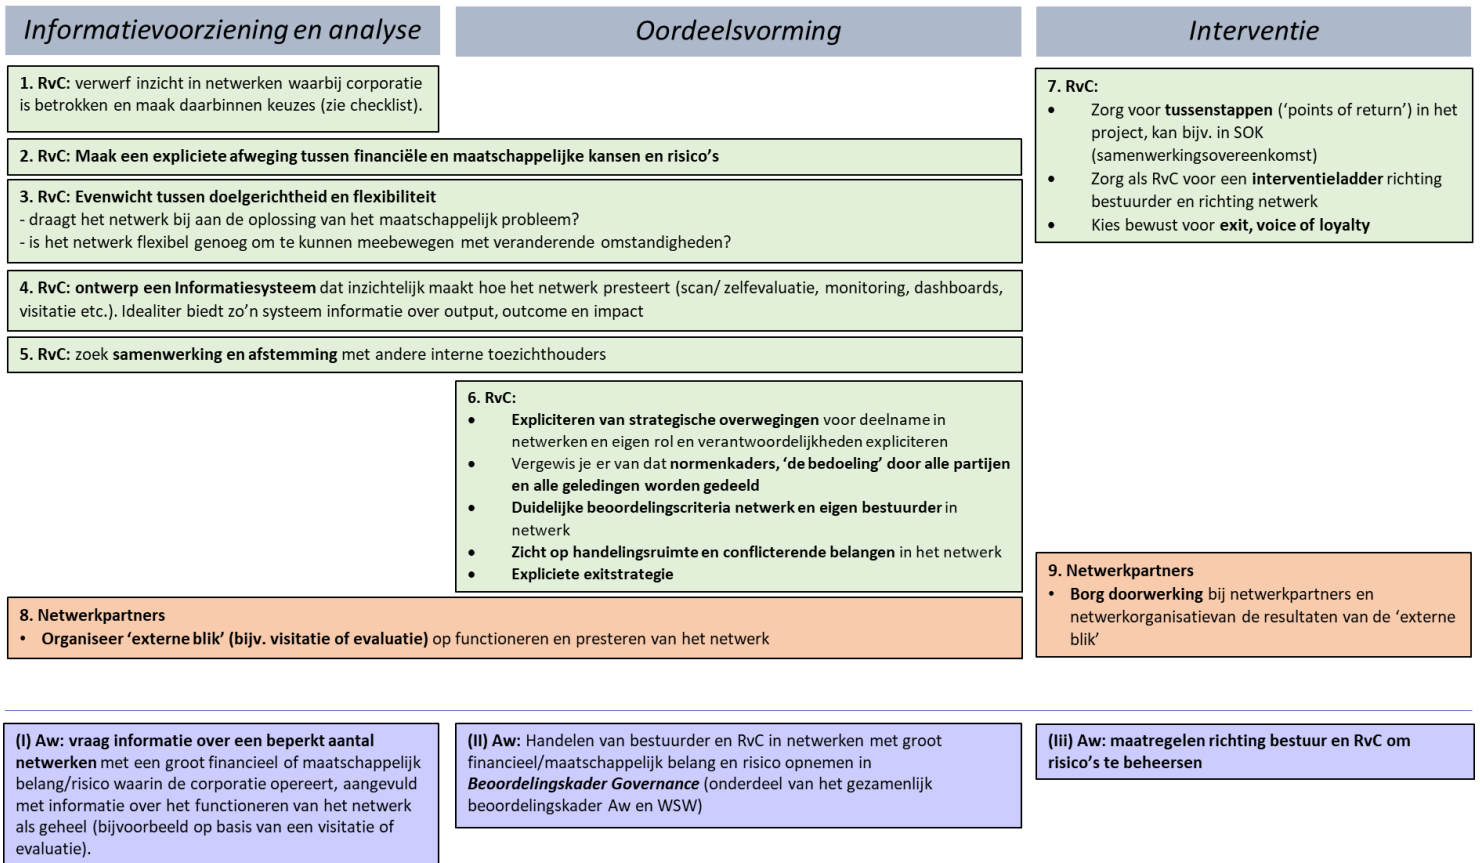 Informatievoorziening en analyse
Oordeelsvorming
Interventie
1. RvC: verwerf inzicht in netwerken waarbij corporatie
is betrokken en maak daarbinnen keuzes (zie checklist).
2. RvC: Maak een expliciete afweging tussen financiële en maatschappelijke kansen en risico's
3. RvC: Evenwicht tussen doelgerichtheid en flexibiliteit
- draagt het netwerk bij aan de oplossing van het maatschappelijk probleem?
- is het netwerk flexibel genoeg om te kunnen meebewegen met veranderende omstandigheden?
4. RvC: ontwerp een Informatiesysteem dat inzichtelijk maakt hoe het netwerk presteert (scan/ zelfevaluatie, monitoring, dashboards,
visitatie etc.). Idealiter biedt zo'n systeem informatie over output, outcome en impact
5. RvC: zoek samenwerking en afstemming met andere interne toezichthouders
6. RvC:
• Expliciteren van strategische overwegingen voor deelname in
netwerken en eigen rol en verantwoordelijkheden expliciteren
• Vergewis je er van dat normenkaders, 'de bedoeling' door alle partijen
en alle geledingen worden gedeeld
• Duidelijke beoordelingscriteria netwerk en eigen bestuurder in
netwerk
• Zicht op handelingsruimte en conflicterende belangen in het netwerk
• Expliciete exitstrategie
7. RvC:
• Zorg voor tussenstappen ('points of return') in het
project, kan bijv. in SOK
(samenwerkingsovereenkomst)
• Zorg als RvC voor een interventieladder richting
bestuurder en richting netwerk
• Kies bewust voor exit, voice of loyalty
8. Netwerkpartners
• Organiseer 'externe blik' (bijv. visitatie of evaluatie) op functioneren en presteren van het netwerk
9. Netwerkpartners
• Borg doorwerking bij netwerkpartners en
netwerkorganisatievan de resultaten van de 'externe
blik'
(I) Aw: vraag informatie over een beperkt aantal
netwerken met een groot financieel of maatschappelijk
belang/risico waarin de corporatie opereert, aangevuld
met informatie over het functioneren van het netwerk
als geheel (bijvoorbeeld op basis van een visitatie of
evaluatie).
(II) Aw: Handelen van bestuurder en RvC in netwerken met groot
financieel/maatschappelijk belang en risico opnemen in
Beoordelingskader Governance (onderdeel van het gezamenlijk
beoordelingskader Aw en WSW)
(Iii) Aw: maatregelen richting bestuur en RvC om
risico's te beheersen